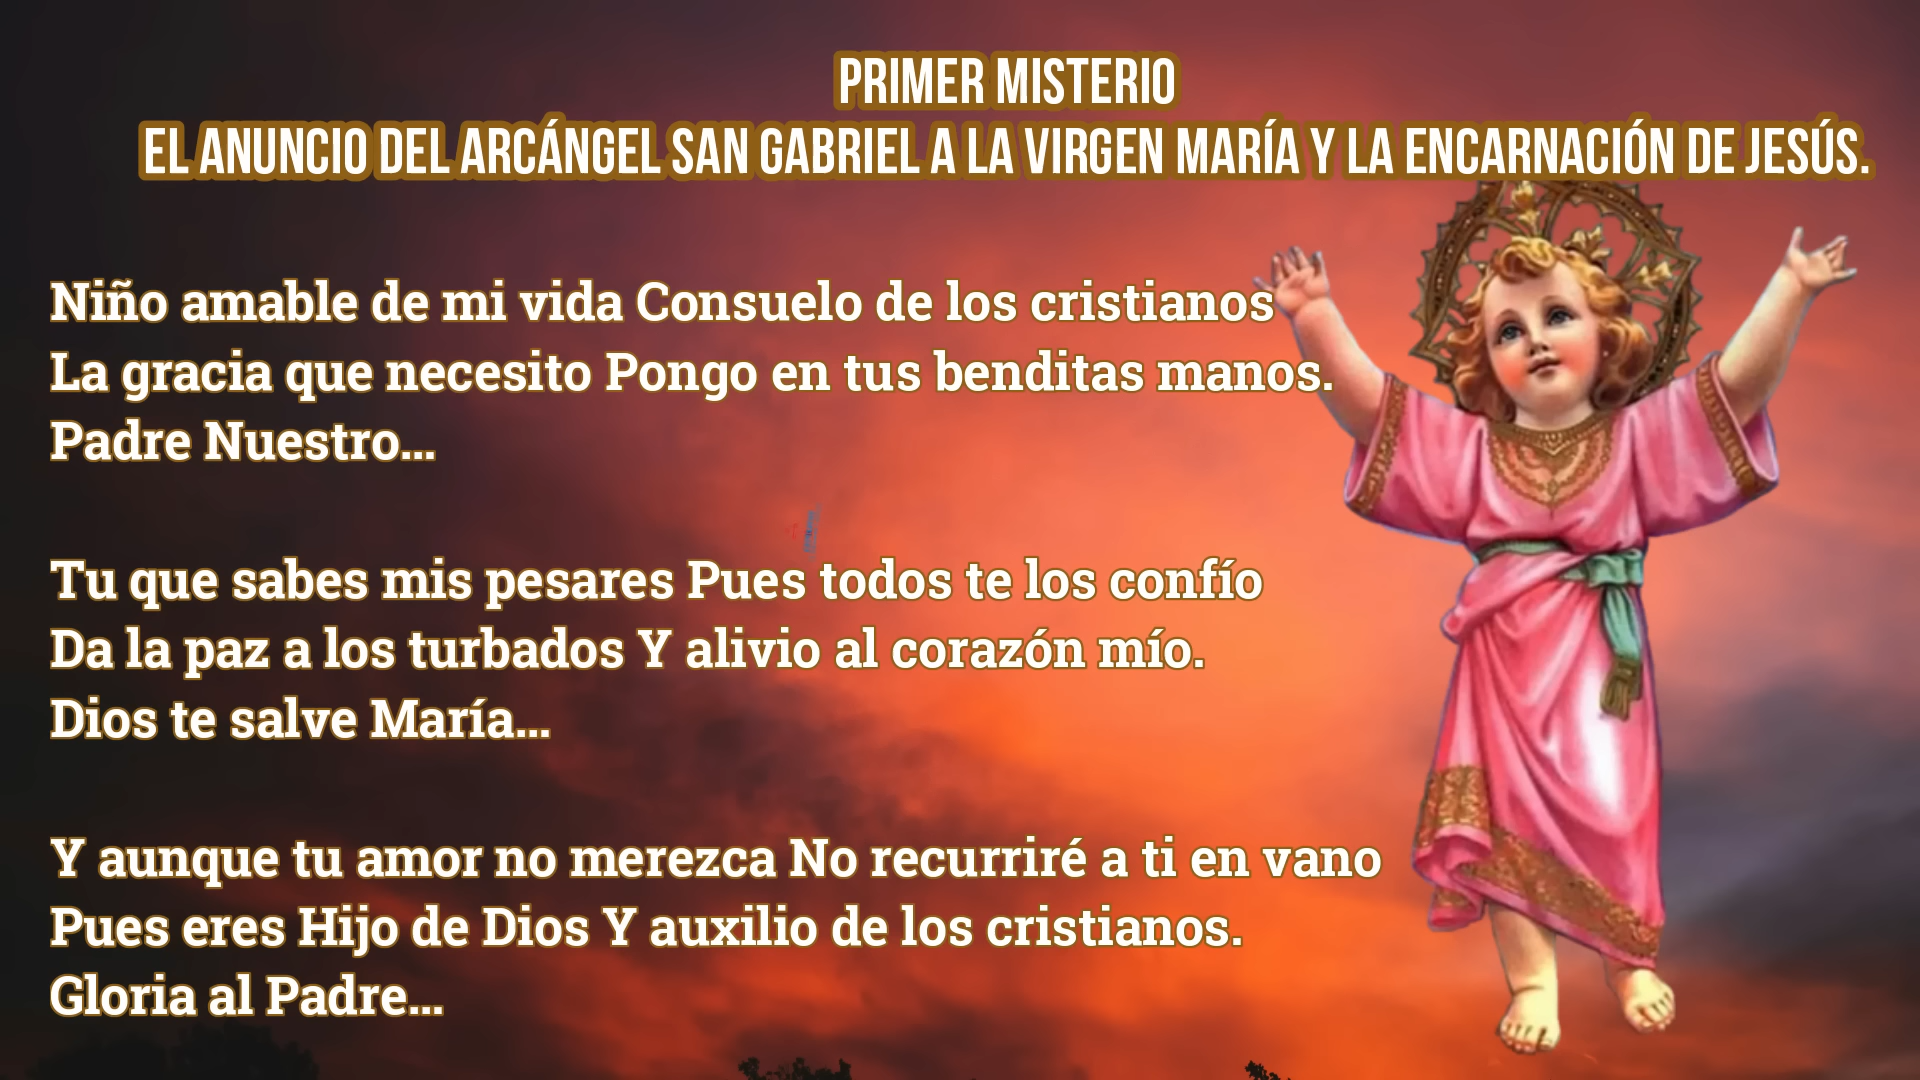 PRIMER MISTERIO
EL ANUNCIO DEL ARCÁNGEL SAN GABRIEL A LA VIRGEN MARÍA Y LA ENCARNACIÓN DE JESÚS.
Niño amable de mi vida Consuelo de los cristianos
La gracia que necesito Pongo en tus benditas manos.
Padre Nuestro...
Tu que sabes mis pesares Pues todos te los confío
Da la paz a los turbados Y alivio al corazón mío.
Dios te salve María...
Y aunque tu amor no merezca No recurriré a ti en vano
Pues eres Hijo de Dios Y auxilio de los cristianos.
Gloria al Padre...